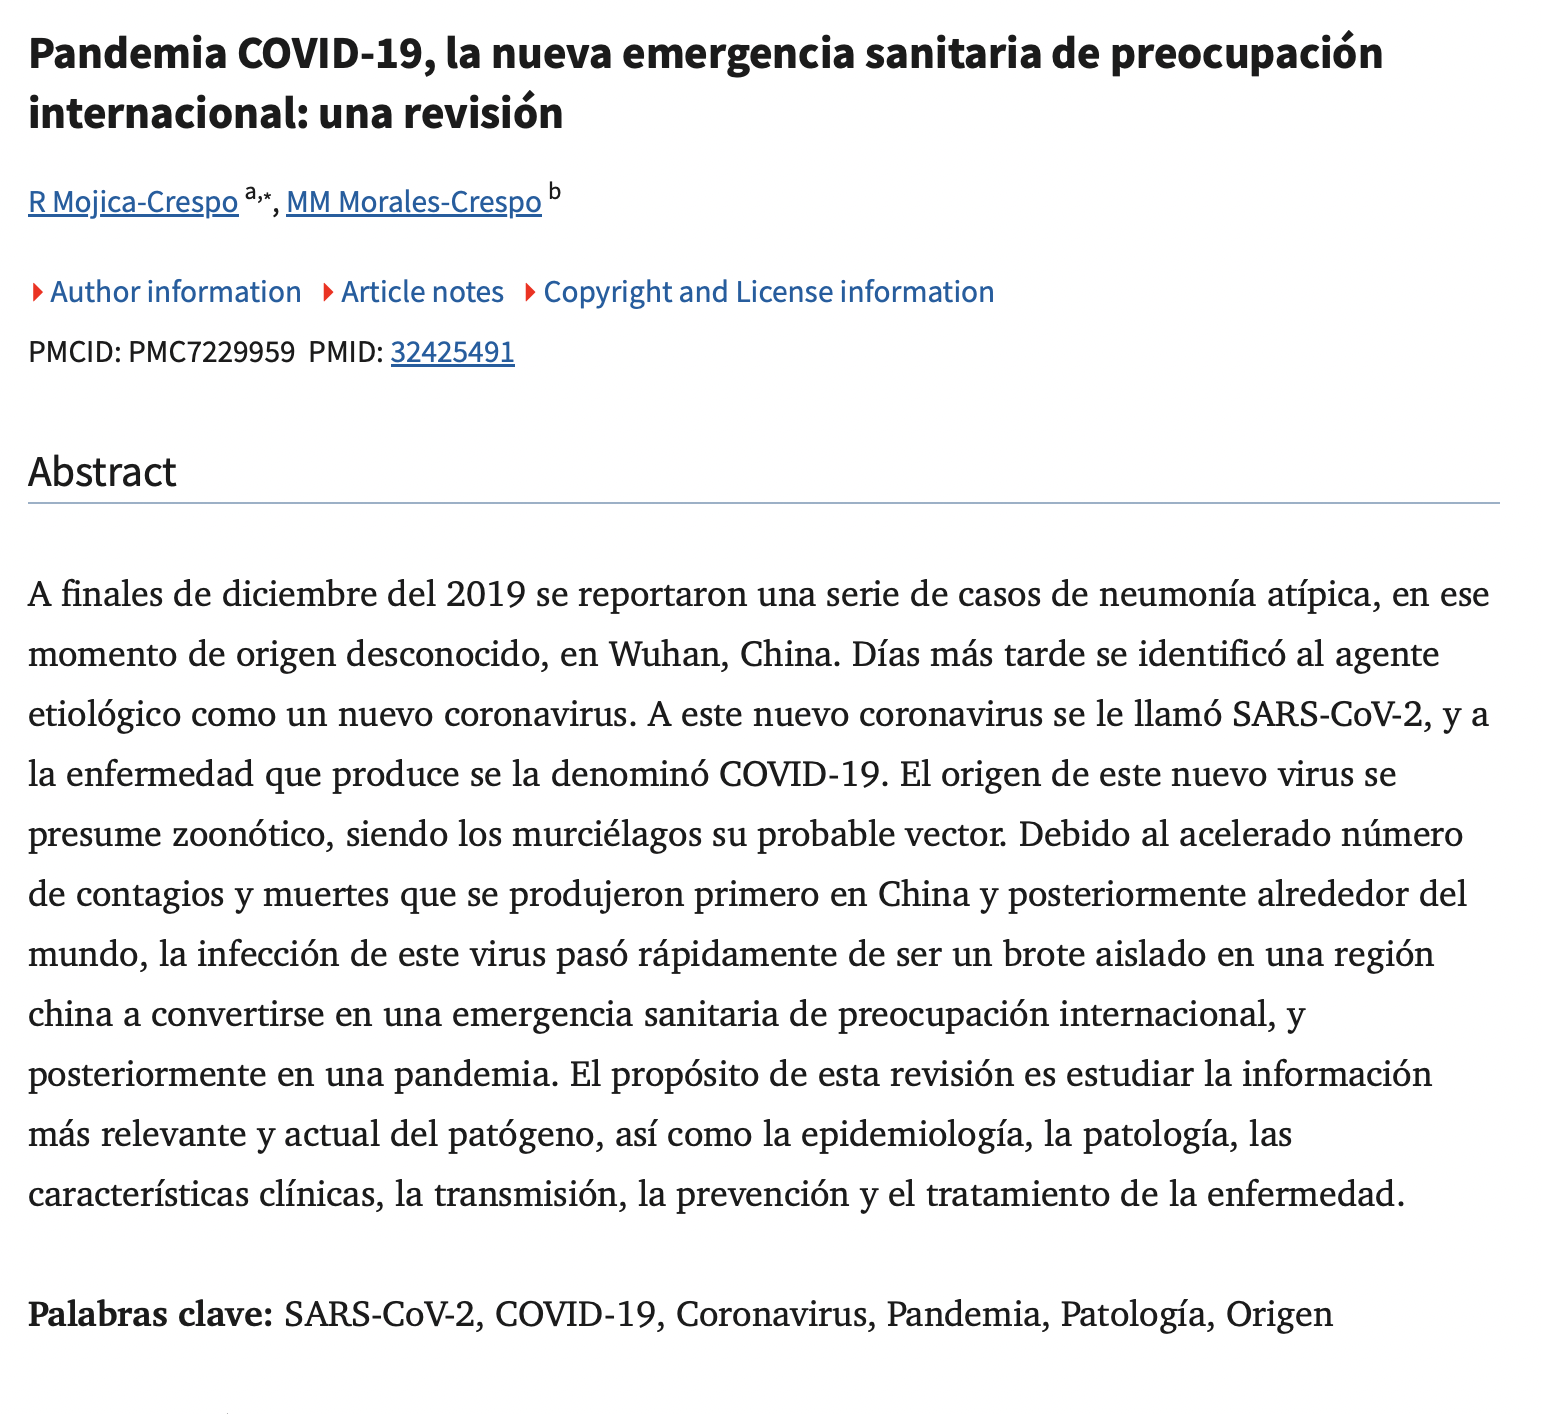 Pandemia COVID-19, la nueva emergencia sanitaria de preocupación
internacional: una revisión
R Mojica-Crespo a,*, MM Morales-Crespo b
Author information Article notes Copyright and License information
PMCID: PMC7229959 PMID: 32425491
Abstract
A finales de diciembre del 2019 se reportaron una serie de casos de neumonía atípica, en ese
momento de origen desconocido, en Wuhan, China. Días más tarde se identificó al agente
etiológico como un nuevo coronavirus. A este nuevo coronavirus se le llamó SARS-CoV-2, y a
la enfermedad que produce se la denominó COVID-19. El origen de este nuevo virus se
presume zoonótico, siendo los murciélagos su probable vector. Debido al acelerado número
de contagios y muertes que se produjeron primero en China y posteriormente alrededor del
mundo, la infección de este virus pasó rápidamente de ser un brote aislado en una región
china a convertirse en una emergencia sanitaria de preocupación internacional, y
posteriormente en una pandemia. El propósito de esta revisión es estudiar la información
más relevante y actual del patógeno, así como la epidemiología, la patología, las
características clínicas, la transmisión, la prevención y el tratamiento de la enfermedad.
Palabras clave: SARS-CoV-2, COVID-19, Coronavirus, Pandemia, Patología, Origen